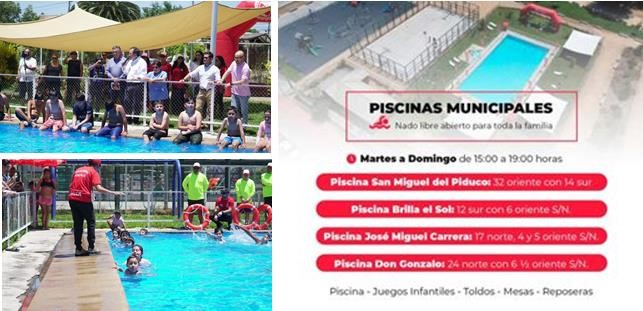 PISCINAS MUNICIPALES
Nado libre abierto para toda la familia
Martes a Domingo de 15:00 a 19:00 horas
Piscina San Miguel del Piduco: 32 oriente con 14 sur
Piscina Brilla el Sol: 12 sur con 6 oriente S/N.
Piscina José Miguel Carrera: 17 norte, 4 y 5 oriente S/N.
Piscina Don Gonzalo: 24 norte con 6 ½ oriente S/N.
Piscina - Juegos Infantiles - Toldos - Mesas - Reposeras